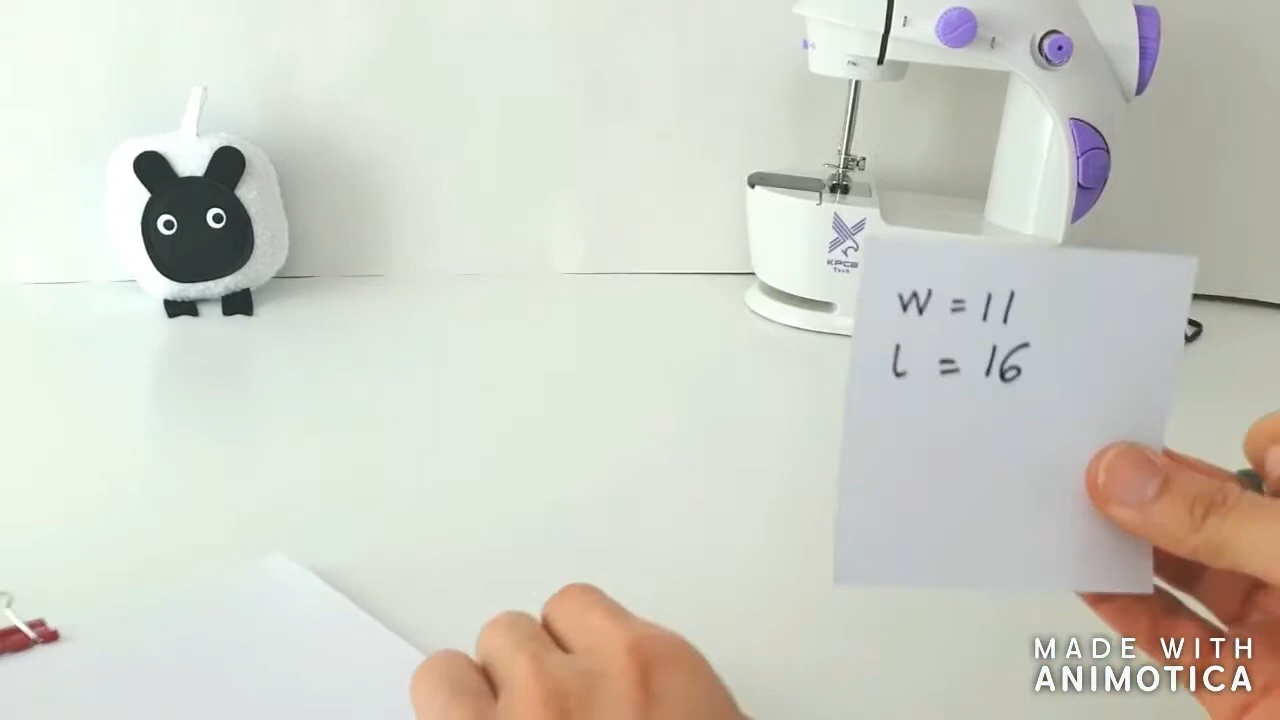 KPCB
Tech
W = 11
l = 16
MADE WITH
ANIMOTICA